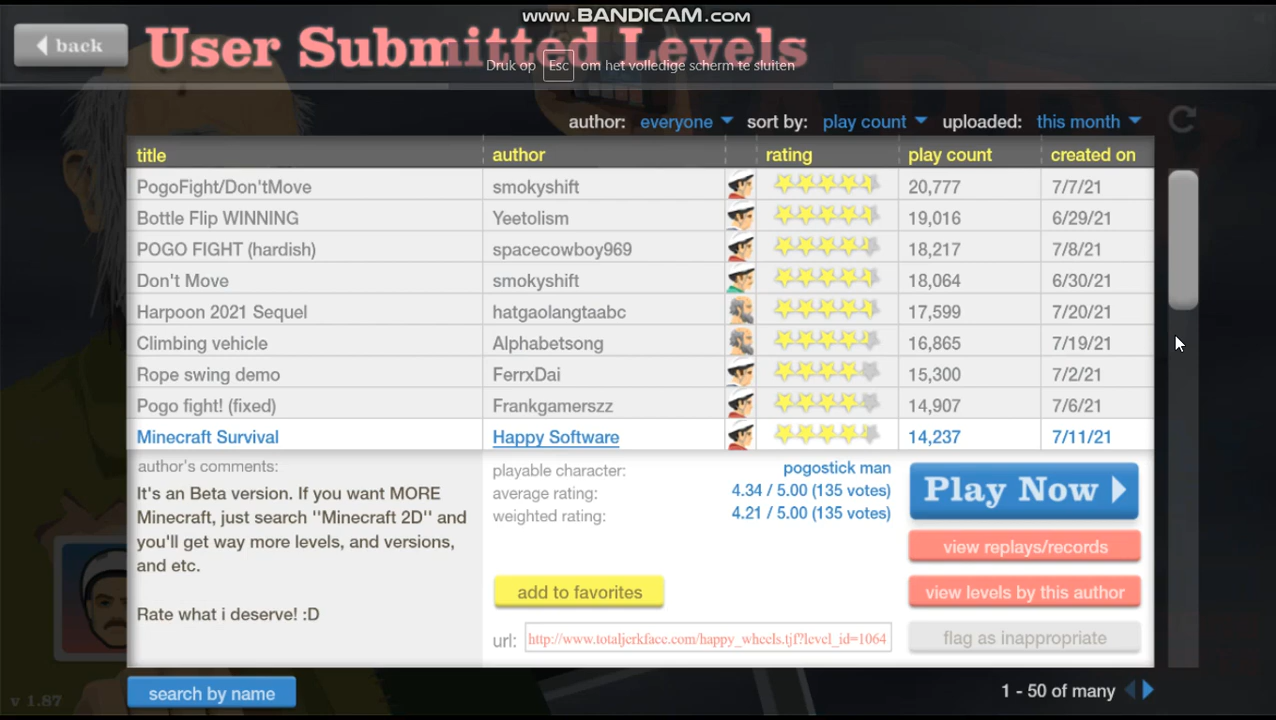 www.BANDICAM.com
back
User Submitted Levels
Druk op Esc om het volledige scherm te sluiten
author: everyone sort by: play count uploaded: this month
title author rating play count created on
PogoFight/Don'tMove smokyshift 20,777 7/7/21
Bottle Flip WINNING Yeetolism 19,016 6/29/21
POGO FIGHT (hardish) spacecowboy969 18,217 7/8/21
Don't Move smokyshift 18,064 6/30/21
Harpoon 2021 Sequel hatgaolangtaabc 17,599 7/20/21
Climbing vehicle Alphabetsong 16,865 7/19/21
Rope swing demo FerrxDai 15,300 7/2/21
Pogo fight! (fixed) Frankgamerszz 14,907 7/6/21
Minecraft Survival Happy Software 14,237 7/11/21
author's comments:
It's an Beta version. If you want MORE
Minecraft, just search ''Minecraft 2D'' and
you'll get way more levels, and versions,
and etc.
Rate what i deserve! :D
playable character: pogostick man
average rating: 4.34 / 5.00 (135 votes)
weighted rating: 4.21 / 5.00 (135 votes)
add to favorites
url: http://www.totaljerkface.com/happy_wheels.tjf?level_id=1064
Play Now
view replays/records
view levels by this author
flag as inappropriate
v 1.87
search by name
1 - 50 of many